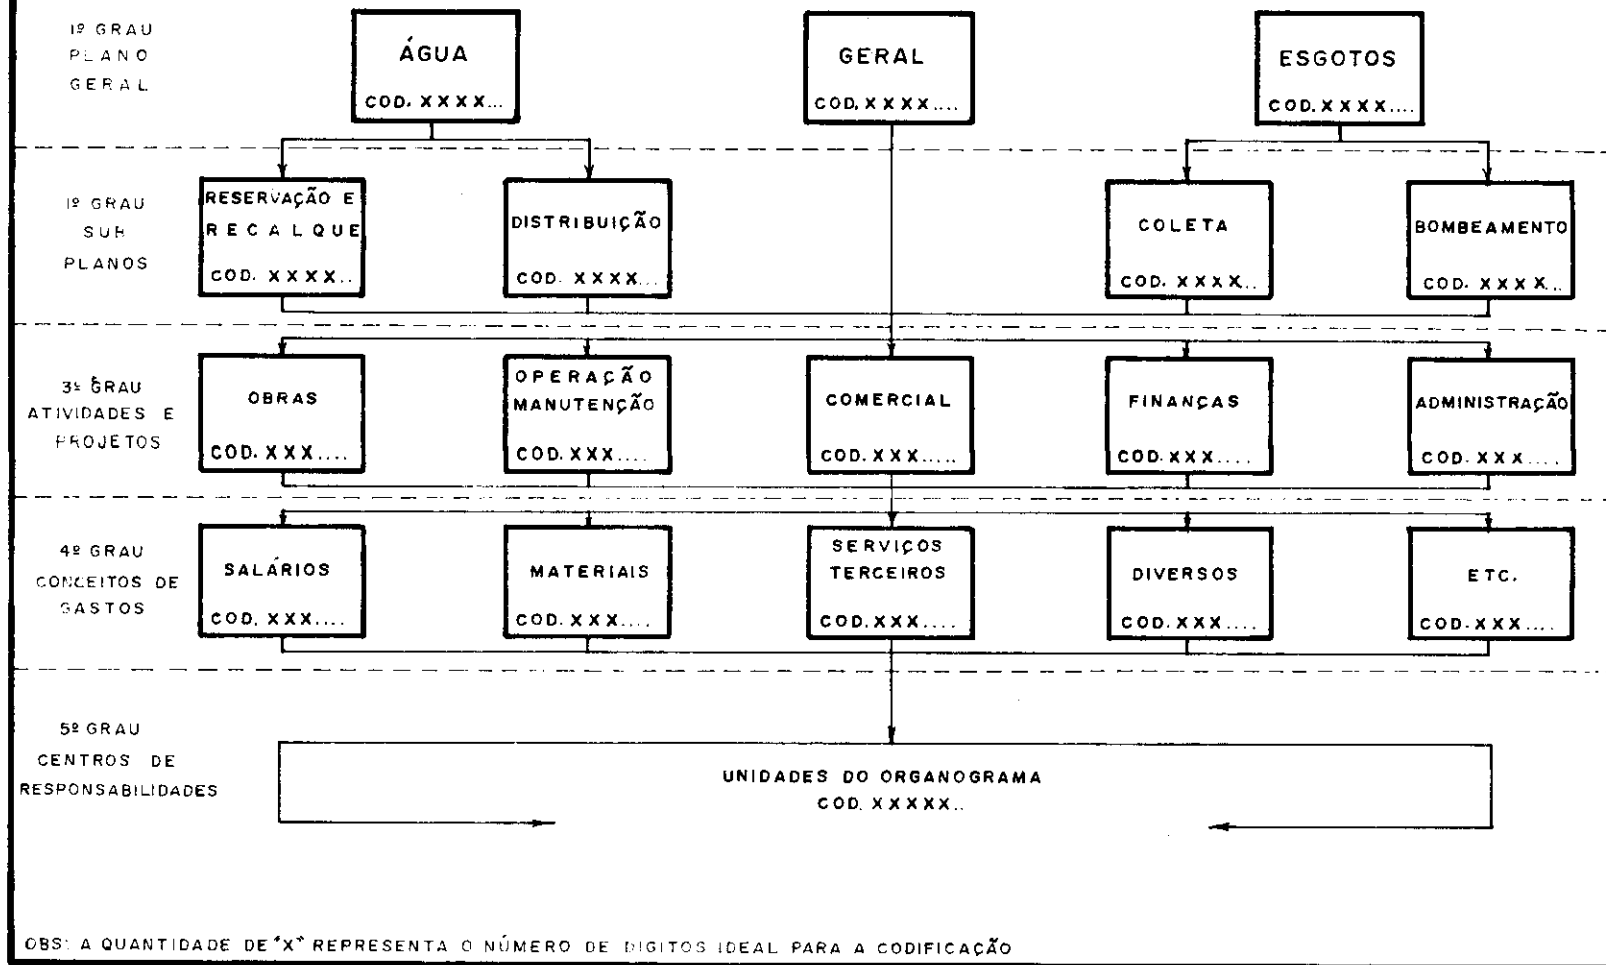 1º GRAU
PLANO
GERAL
ÁGUA
COD. XXXX...
GERAL
COD. XXXX....
ESGOTOS
COD. XXXX....
1º GRAU
SUB
PLANOS
RESERVAÇÃO E
RECALQUE
COD. XXXX..
DISTRIBUIÇÃO
COD. XXXX...
COLETA
COD. XXXX..
BOMBEAMENTO
COD. XXXX...
3º GRAU
ATIVIDADES E
PROJETOS
OBRAS
COD. XXX....
OPERAÇÃO
MANUTENÇÃO
COD. XXX....
COMERCIAL
COD. XXX.....
FINANÇAS
COD. XXX....
ADMINISTRAÇÃO
COD. XXX....
4º GRAU
CONCEITOS DE
GASTOS
SALÁRIOS
COD. XXX....
MATERIAIS
COD. XXX....
SERVIÇOS
TERCEIROS
COD. XXX....
DIVERSOS
COD. XXX....
ETC.
COD. XXX....
5º GRAU
CENTROS DE
RESPONSABILIDADES
UNIDADES DO ORGANOGRAMA
COD. XXXXX..
OBS: A QUANTIDADE DE "X" REPRESENTA O NÚMERO DE DIGITOS IDEAL PARA A CODIFICAÇÃO